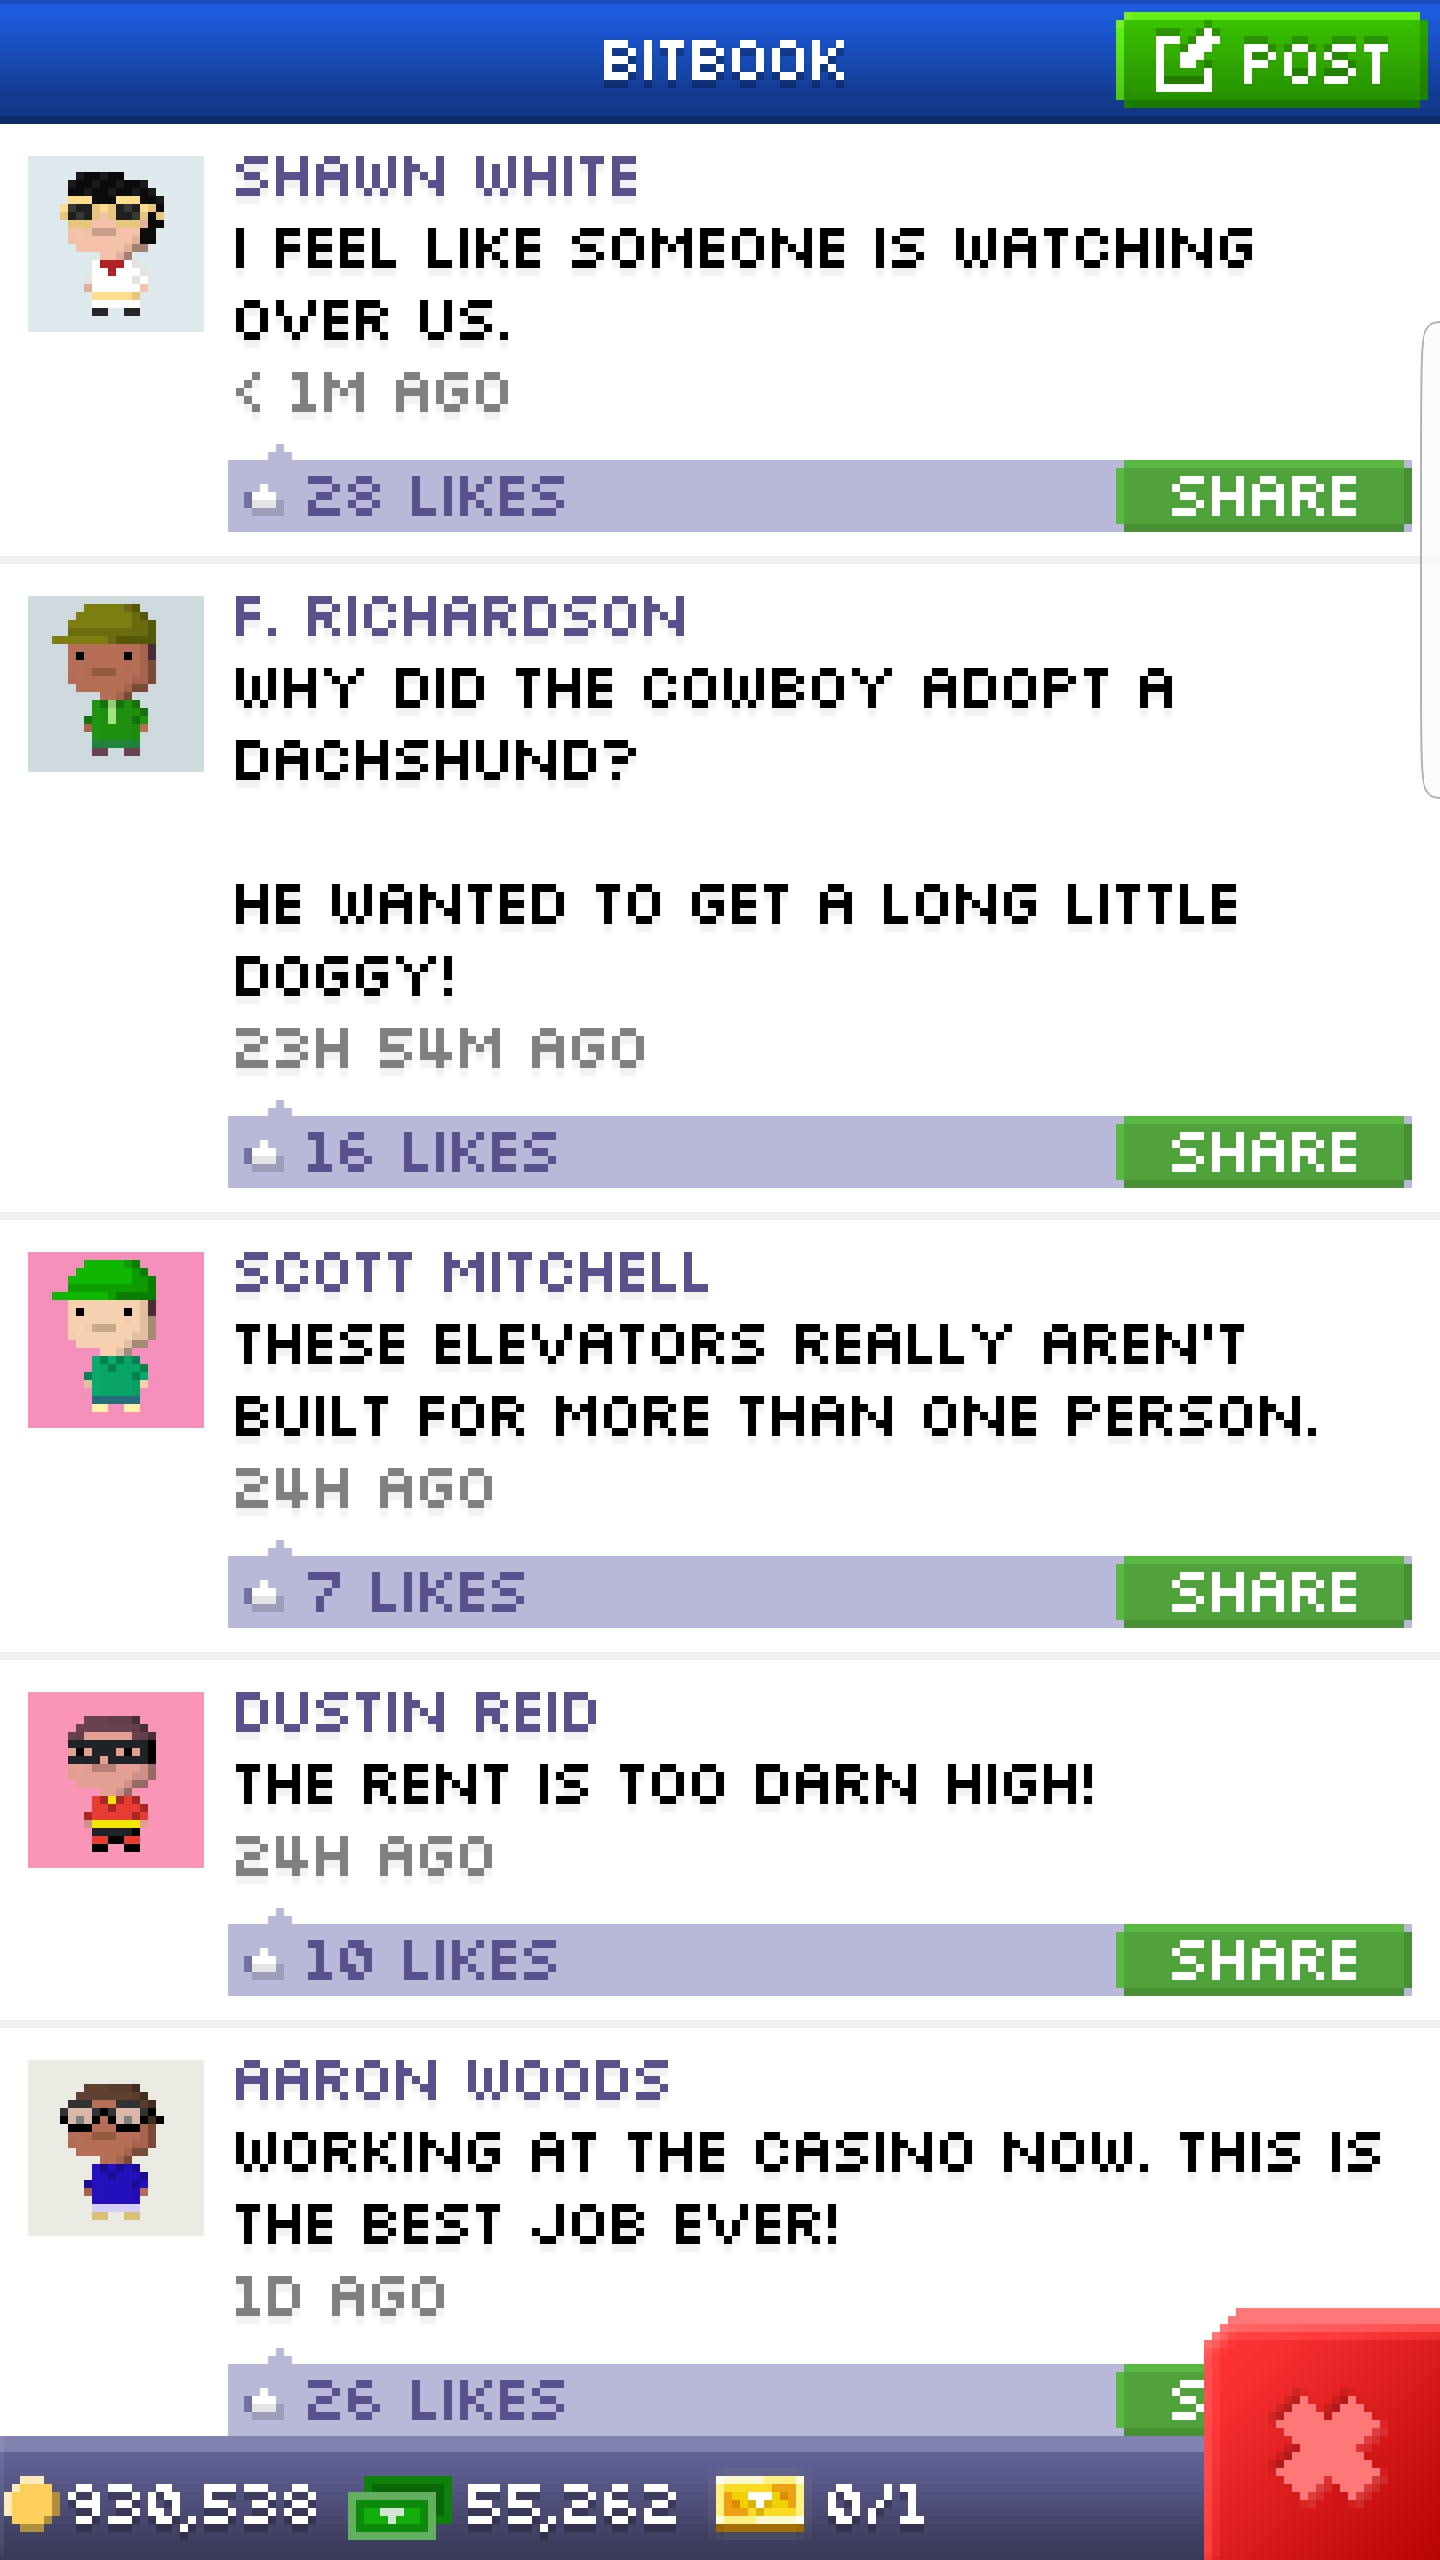 BITBOOK
POST
SHAWN WHITE
I FEEL LIKE SOMEONE IS WATCHING
OVER US.
< 1M AGO
28 LIKES
SHARE
F. RICHARDSON
WHY DID THE COWBOY ADOPT A
DACHSHUND?
HE WANTED TO GET A LONG LITTLE
DOGGY!
23H 54M AGO
16 LIKES
SHARE
SCOTT MITCHELL
THESE ELEVATORS REALLY AREN'T
BUILT FOR MORE THAN ONE PERSON.
24H AGO
7 LIKES
SHARE
DUSTIN REID
THE RENT IS TOO DARN HIGH!
24H AGO
10 LIKES
SHARE
AARON WOODS
WORKING AT THE CASINO NOW. THIS IS
THE BEST JOB EVER!
1D AGO
26 LIKES
S
930,538 55,262 0/1